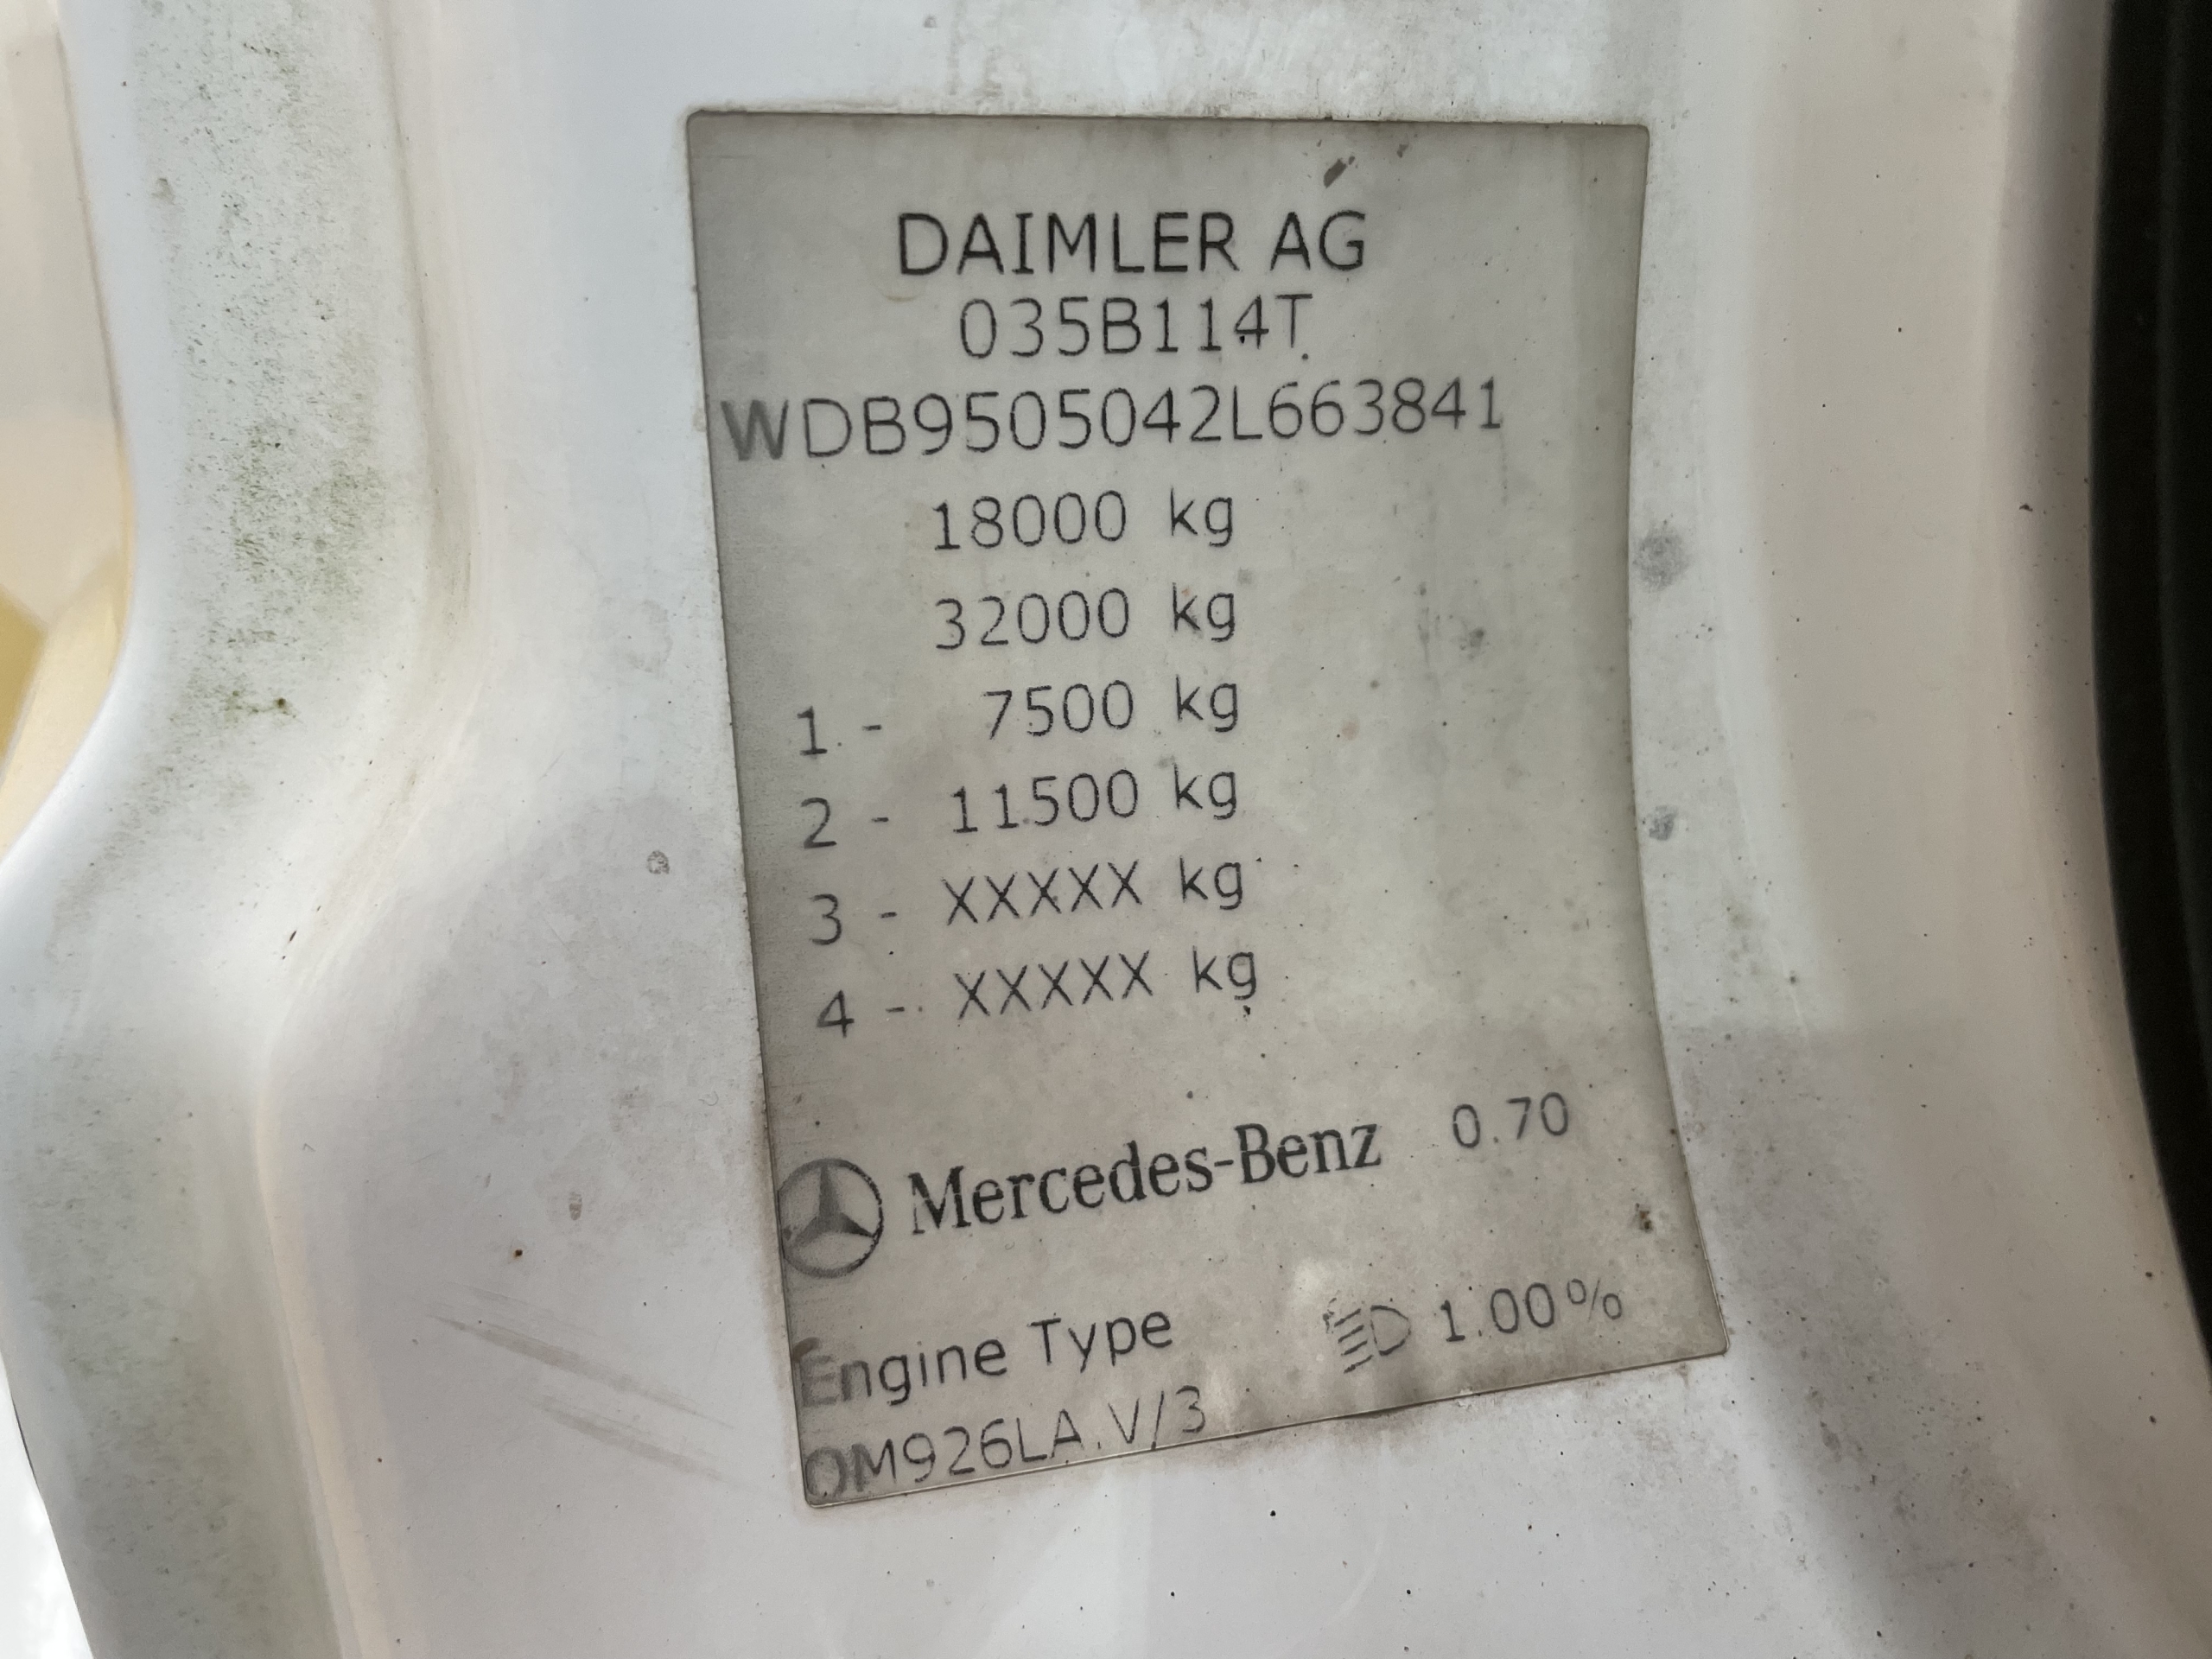 DAIMLER AG
035B114T
WDB9505042L663841
18000 kg
32000 kg
1 - 7500 kg
2 - 11500 kg
3 - XXXXX kg
4 - XXXXX kg
Mercedes-Benz 0.70
Engine Type 1.00%
OM926LA.V/3